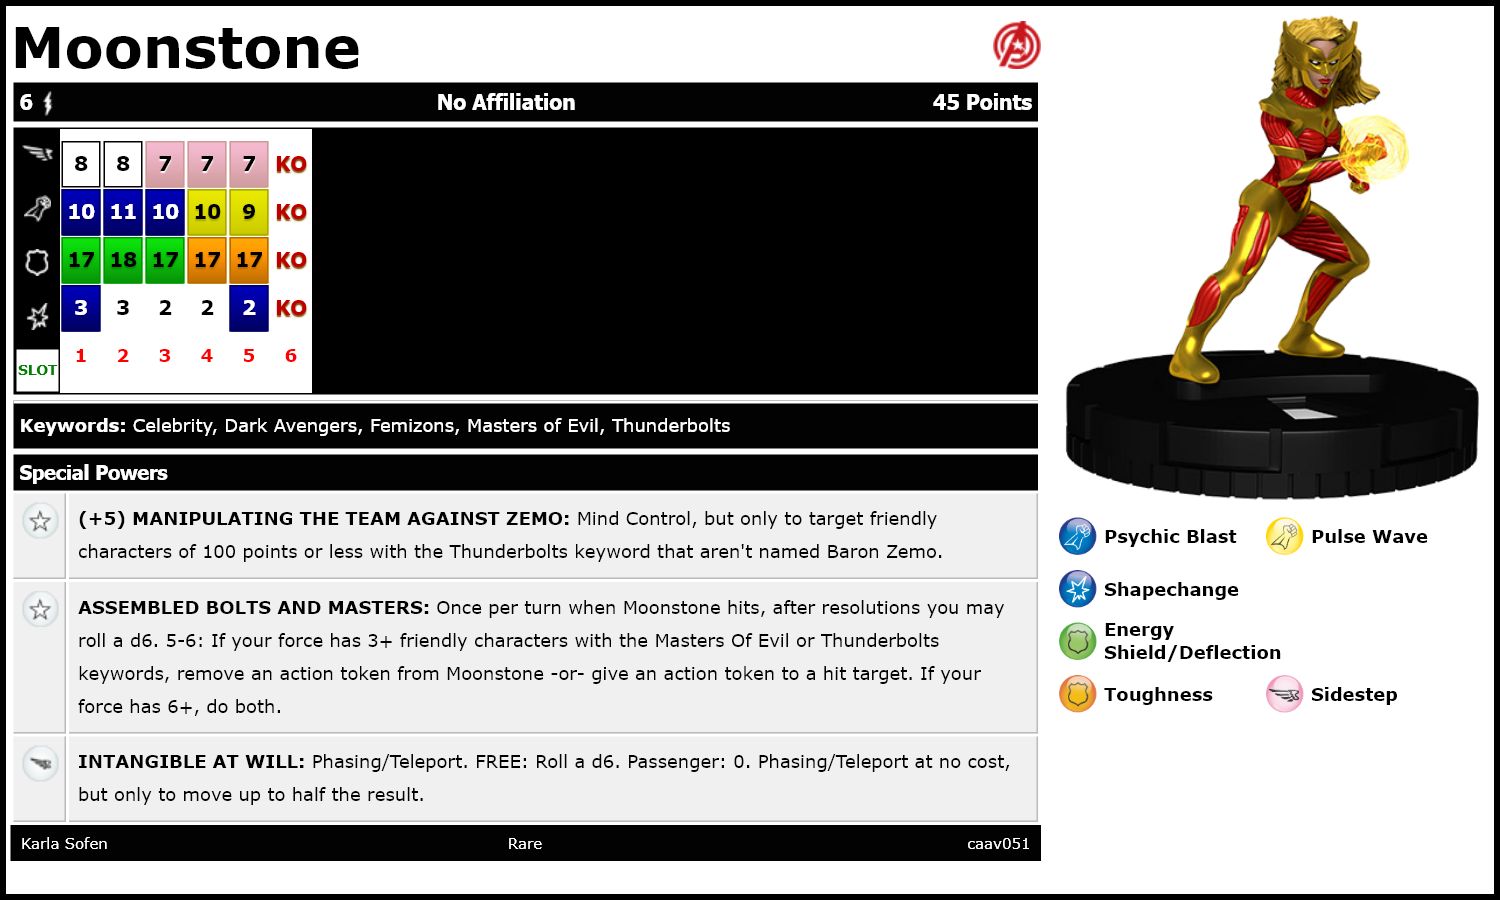 Moonstone
6 No Affiliation 45 Points
8 8 7 7 7 KO
10 11 10 10 9 KO
17 18 17 17 17 KO
3 3 2 2 2 KO
SLOT 1 2 3 4 5 6
Keywords: Celebrity, Dark Avengers, Femizons, Masters of Evil, Thunderbolts
Special Powers
(+5) MANIPULATING THE TEAM AGAINST ZEMO: Mind Control, but only to target friendly
characters of 100 points or less with the Thunderbolts keyword that aren't named Baron Zemo.
ASSEMBLED BOLTS AND MASTERS: Once per turn when Moonstone hits, after resolutions you may
roll a d6. 5-6: If your force has 3+ friendly characters with the Masters Of Evil or Thunderbolts
keywords, remove an action token from Moonstone -or- give an action token to a hit target. If your
force has 6+, do both.
INTANGIBLE AT WILL: Phasing/Teleport. FREE: Roll a d6. Passenger: 0. Phasing/Teleport at no cost,
but only to move up to half the result.
Karla Sofen Rare caav051
Psychic Blast Pulse Wave
Shapechange
Energy
Shield/Deflection
Toughness Sidestep